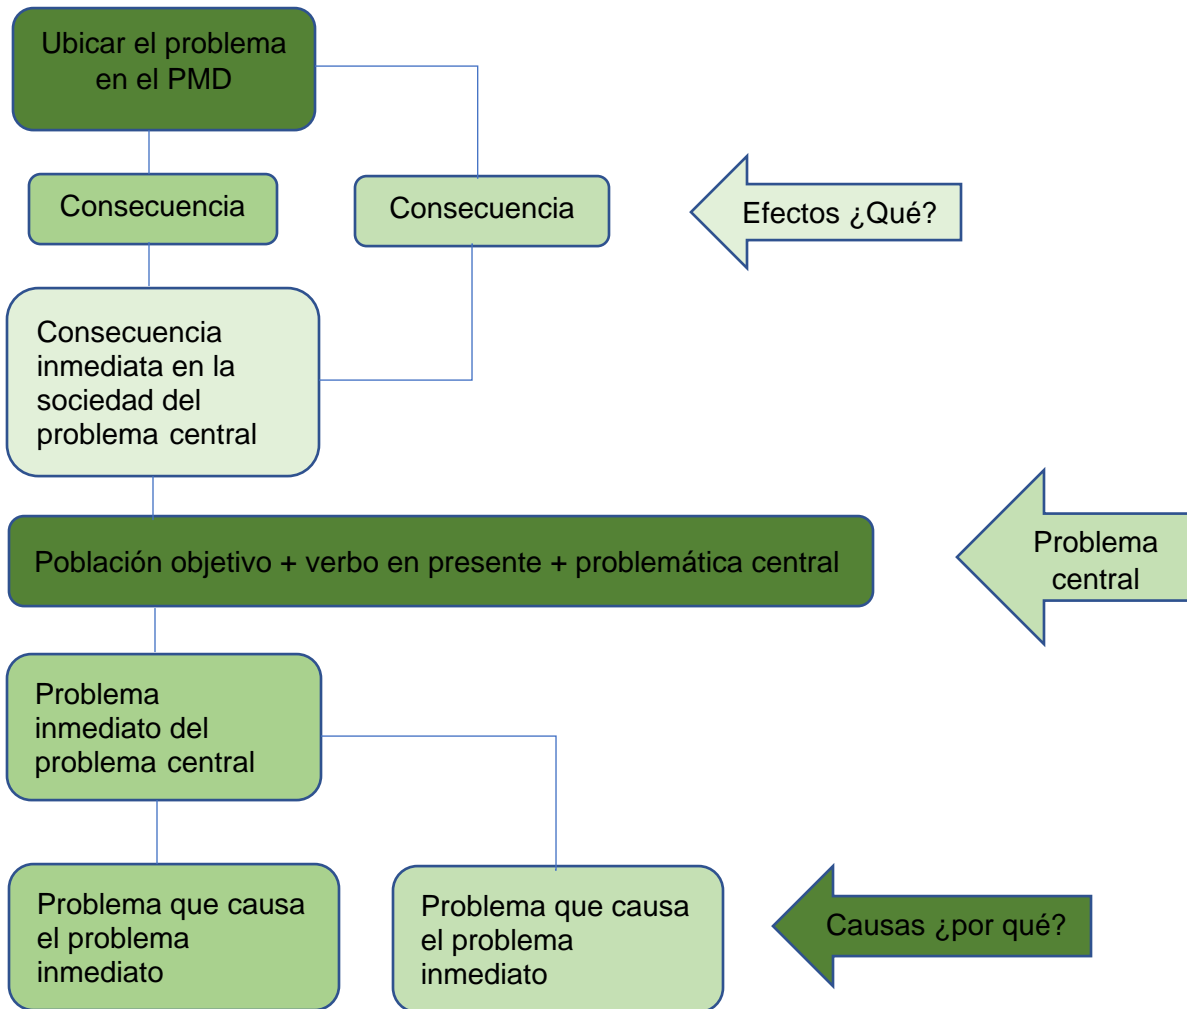 Ubicar el problema
en el PMD
Consecuencia
Consecuencia
Efectos ¿Qué?
Consecuencia
inmediata en la
sociedad del
problema central
Población objetivo + verbo en presente + problemática central
Problema
central
Problema
inmediato del
problema central
Problema que causa
el problema
inmediato
Problema que causa
el problema
inmediato
Causas ¿por qué?